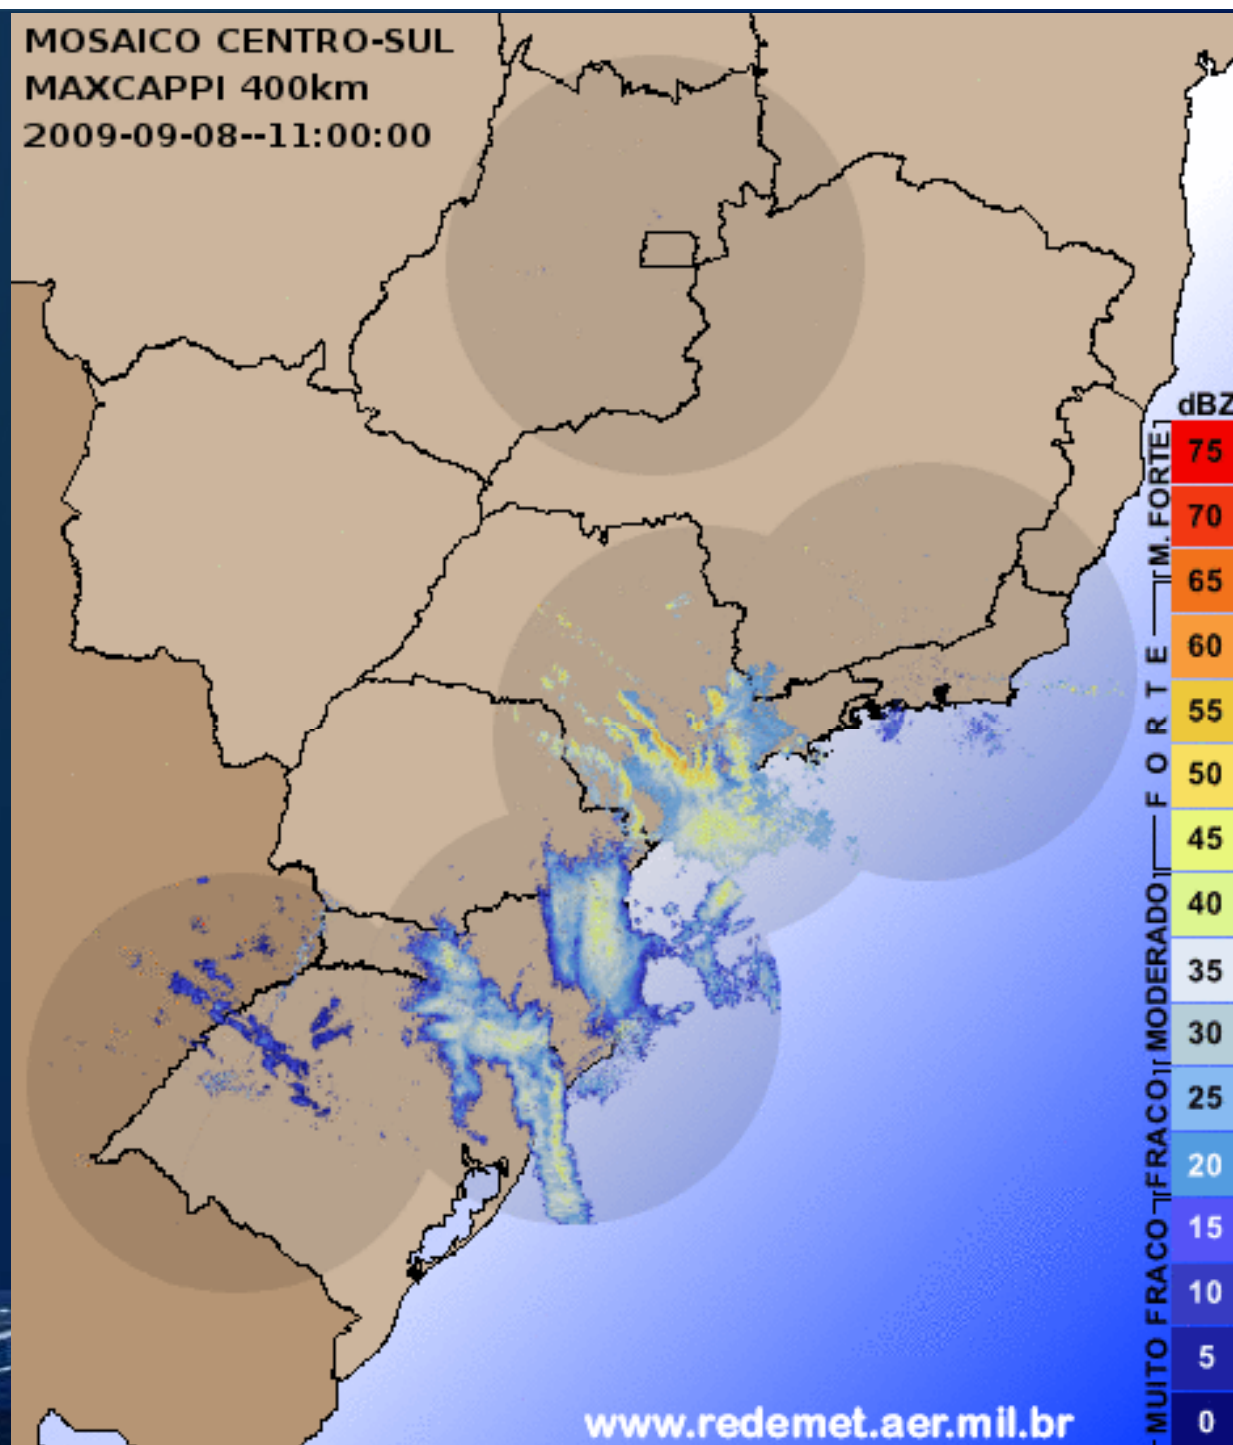 MOSAICO CENTRO-SUL
MAXCAPPI 400km
2009-09-08--11:00:00
dBZ
75
70
65
60
55
50
45
40
35
30
25
20
15
10
5
0
M. FORTE
FORTE
MODERADO
FRACO
MUITO FRACO
www.redemet.aer.mil.br